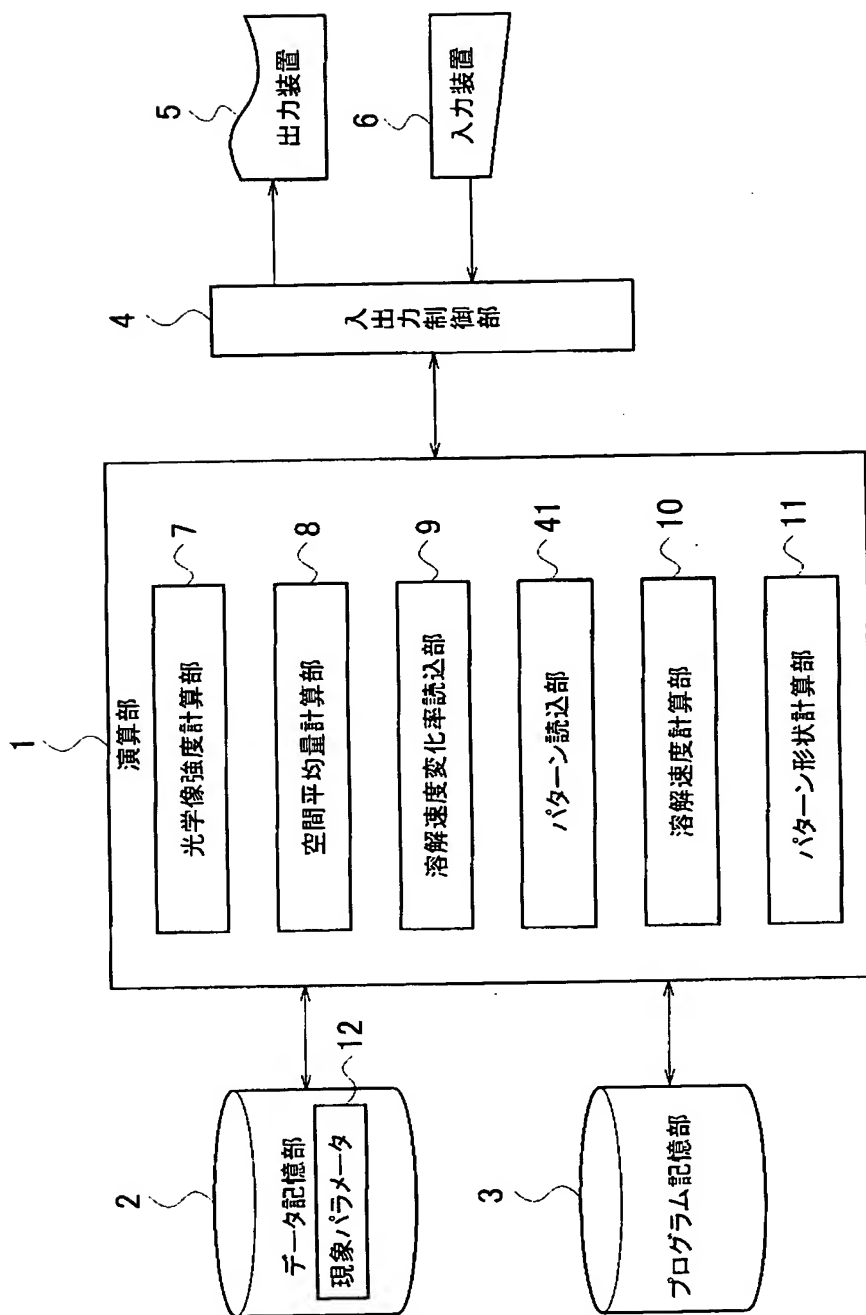 1
演算部
光学像強度計算部
7
空間平均量計算部
8
溶解速度変化率読込部
9
パターン読込部
41
溶解速度計算部
10
パターン形状計算部
11
2
データ記憶部
現象パラメータ
12
3
プログラム記憶部
4
入出力制御部
5
出力装置
6
入力装置